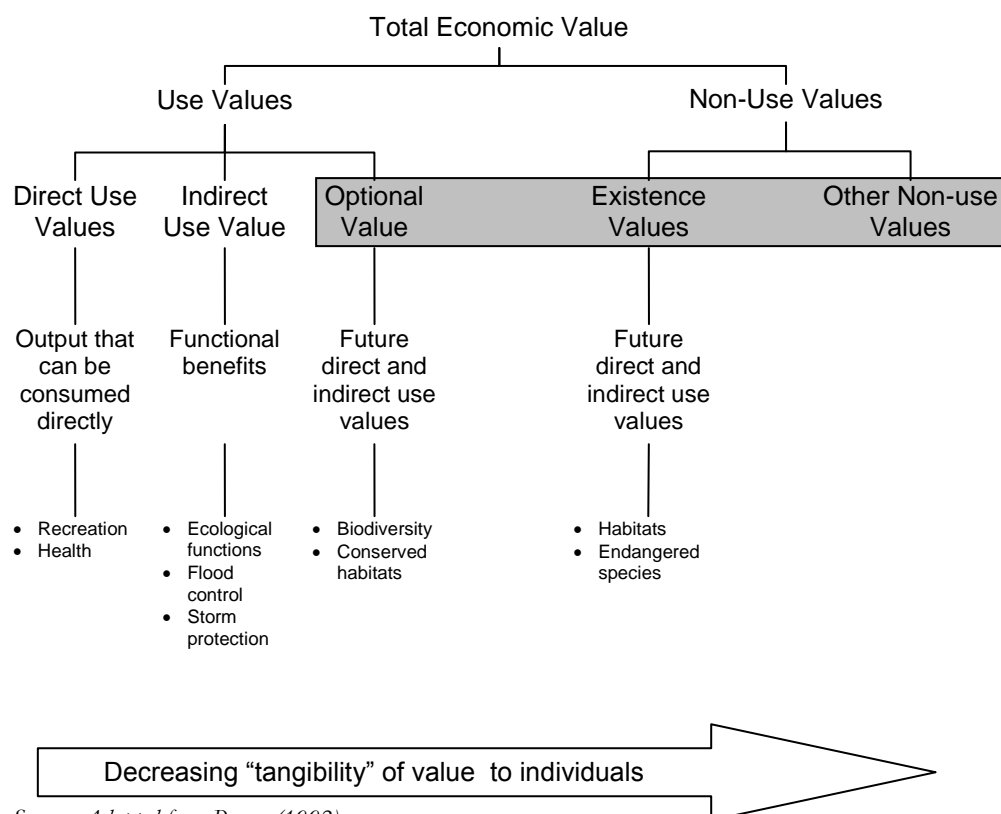 Total Economic Value
Use Values
Non-Use Values
Direct Use
Values
Indirect
Use Value
Optional
Value
Existence
Values
Other Non-use
Values
Output that
can be
consumed
directly
Functional
benefits
Future
direct and
indirect use
values
Future
direct and
indirect use
values
• Recreation
• Health
• Ecological
functions
• Flood
control
• Storm
protection
• Biodiversity
• Conserved
habitats
• Habitats
• Endangered
species
Decreasing “tangibility” of value to individuals